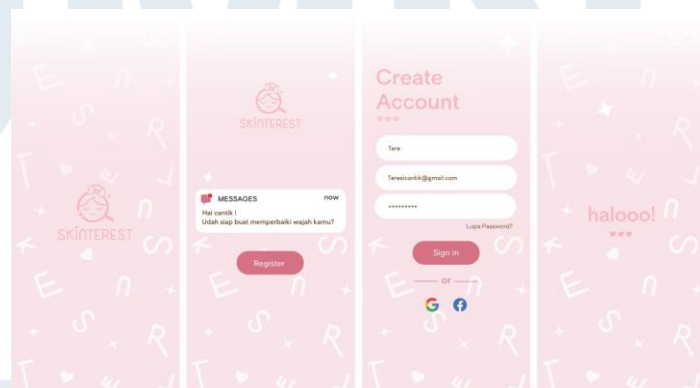 SKINTEREST
SKINTEREST
MESSAGES now
Hai cantik !
Udah siap buat memperbaiki wajah kamu?
Register
Create
Account
Tere
Teresicantik@gmail.com
•••••••••
Lupa Password?
Sign in
or
halooo!